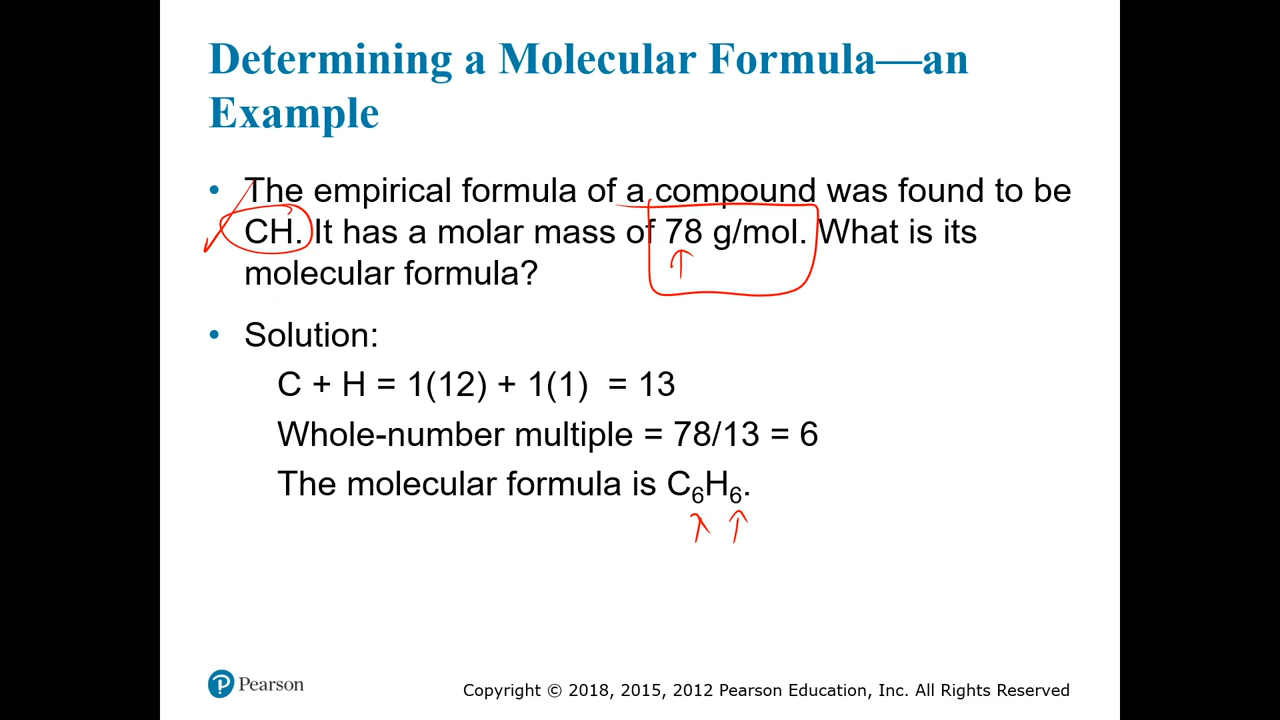 Determining a Molecular Formula—an
Example
• The empirical formula of a compound was found to be
CH. It has a molar mass of 78 g/mol. What is its
molecular formula?
• Solution:
C + H = 1(12) + 1(1) = 13
Whole-number multiple = 78/13 = 6
The molecular formula is C₆H₆.
Pearson
Copyright © 2018, 2015, 2012 Pearson Education, Inc. All Rights Reserved